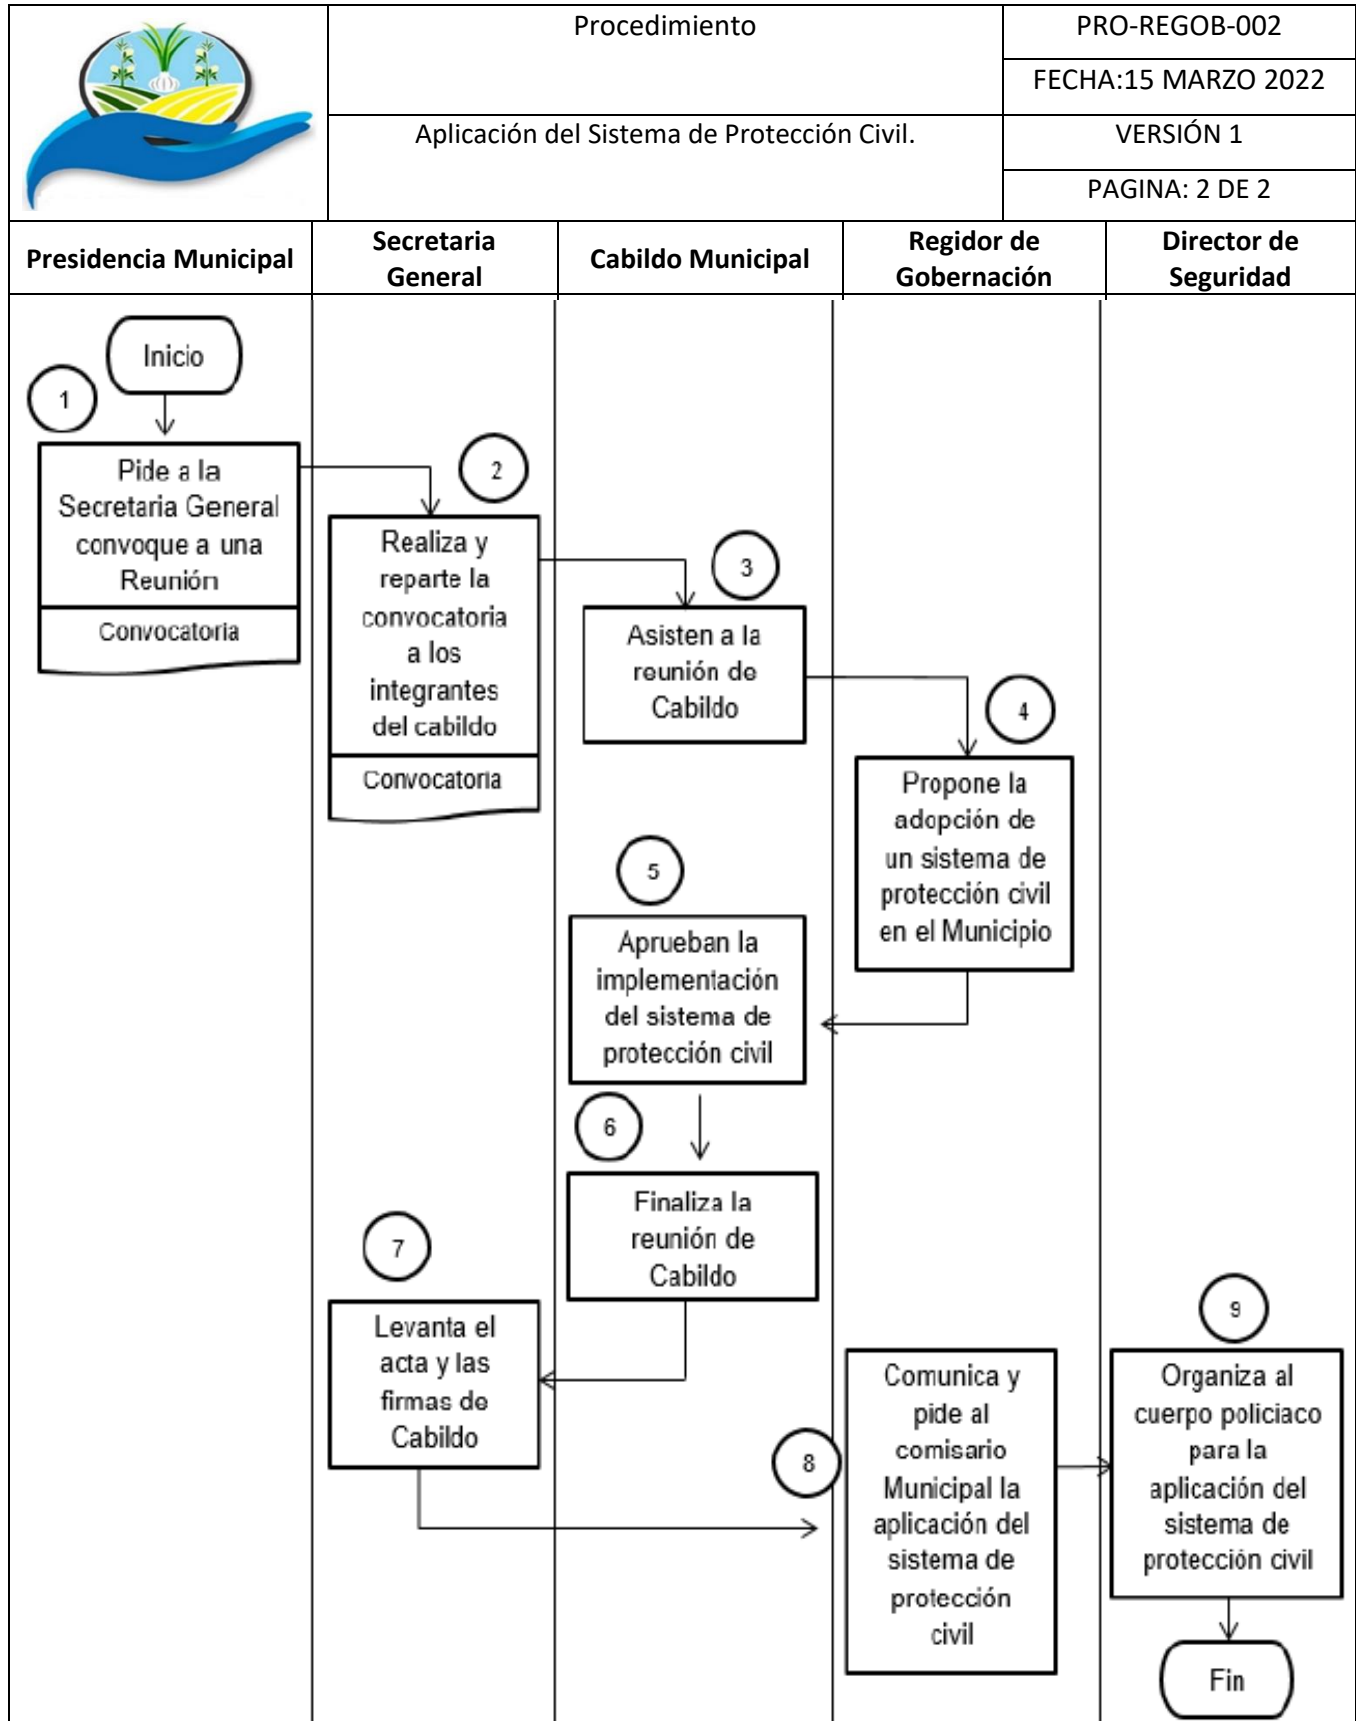 Procedimiento
PRO-REGOB-002
FECHA:15 MARZO 2022
Aplicación del Sistema de Protección Civil.
VERSIÓN 1
PAGINA: 2 DE 2
Presidencia Municipal
Secretaria
General
Cabildo Municipal
Regidor de
Gobernación
Director de
Seguridad
Inicio
1
Pide a la
Secretaria General
convoque a una
Reunión
Convocatoria
2
Realiza y
reparte la
convocatoria
a los
integrantes
del cabildo
Convocatoria
3
Asisten a la
reunión de
Cabildo
4
Propone la
adopción de
un sistema de
protección civil
en el Municipio
5
Aprueban la
implementación
del sistema de
protección civil
6
Finaliza la
reunión de
Cabildo
7
Levanta el
acta y las
firmas de
Cabildo
8
Comunica y
pide al
comisario
Municipal la
aplicación del
sistema de
protección
civil
9
Organiza al
cuerpo policiaco
para la
aplicación del
sistema de
protección civil
Fin